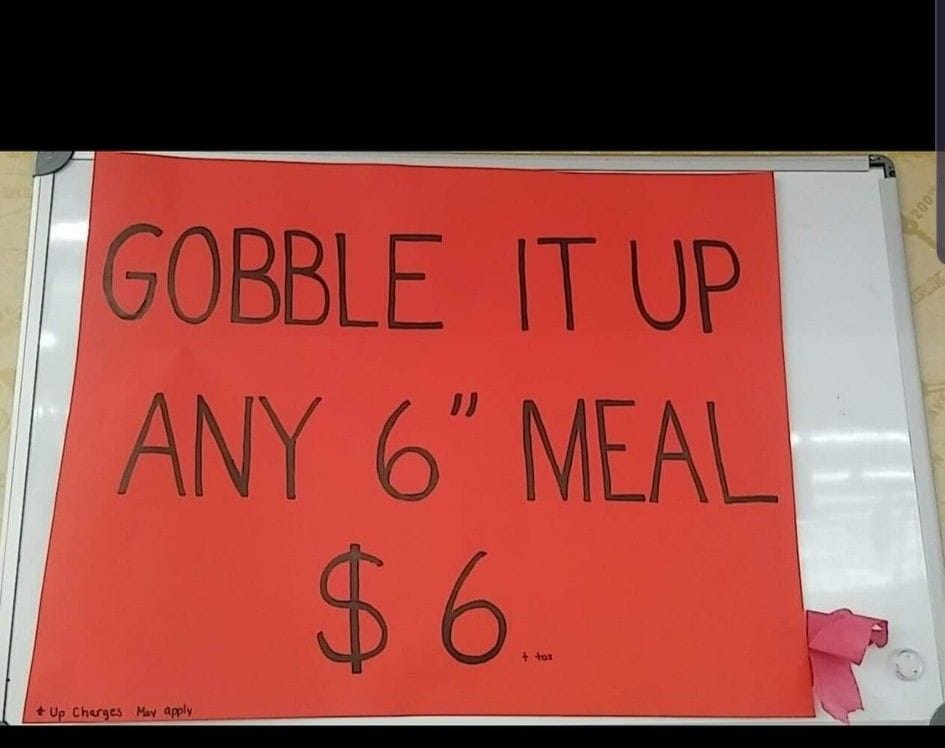 GOBBLE IT UP
ANY 6" MEAL
$6 + tax
* Up Charges May apply